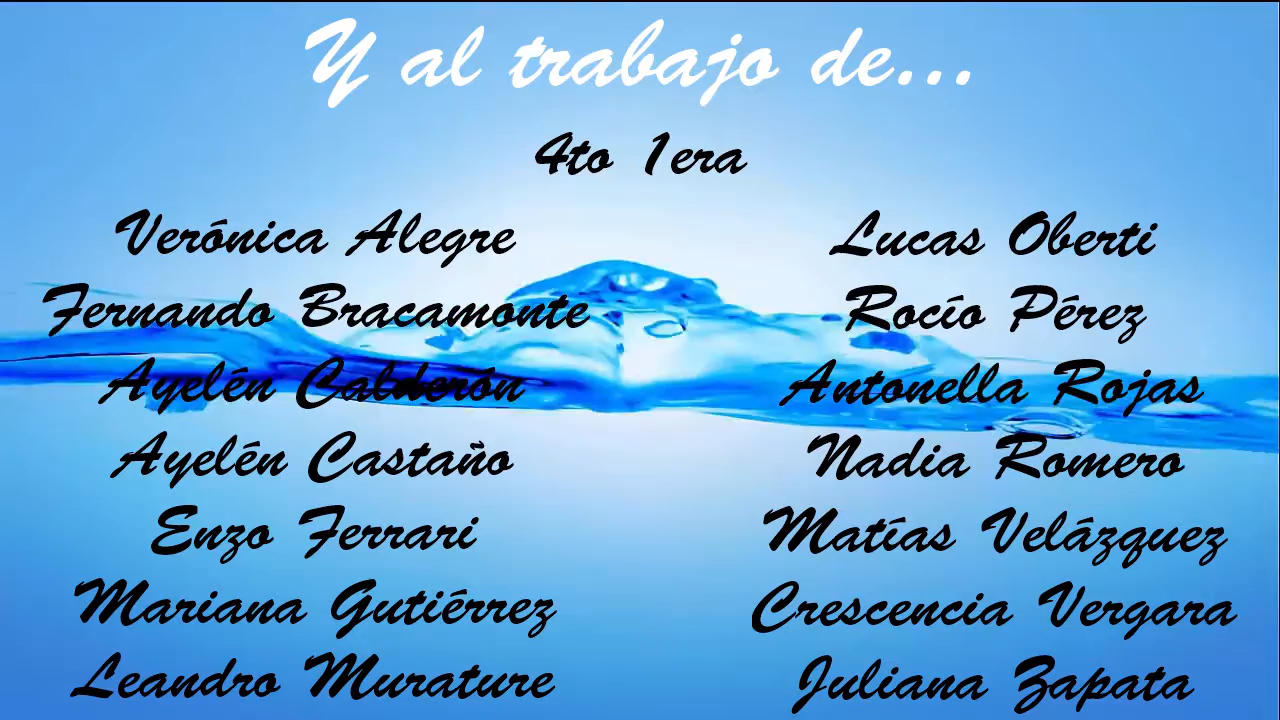 Y al trabajo de...
4to 1era
Verónica Alegre
Fernando Bracamonte
Ayelén Calderón
Ayelén Castaño
Enzo Ferrari
Mariana Gutiérrez
Leandro Murature
Lucas Oberti
Rocío Pérez
Antonella Rojas
Nadia Romero
Matías Velázquez
Crescencia Vergara
Juliana Zapata